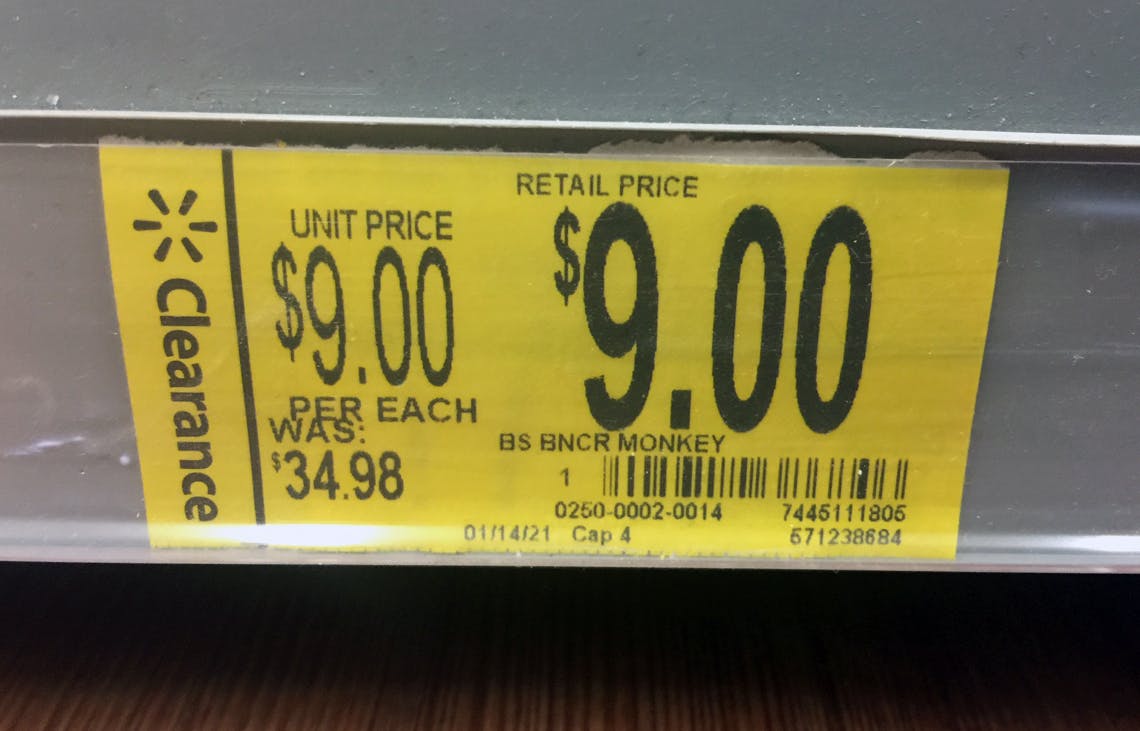 Clearance
UNIT PRICE
$9.00
PER EACH
WAS:
$34.98
RETAIL PRICE
$9.00
BS BNCR MONKEY
1
0250-0002-0014 7445111805
01/14/21 Cap 4 571238684